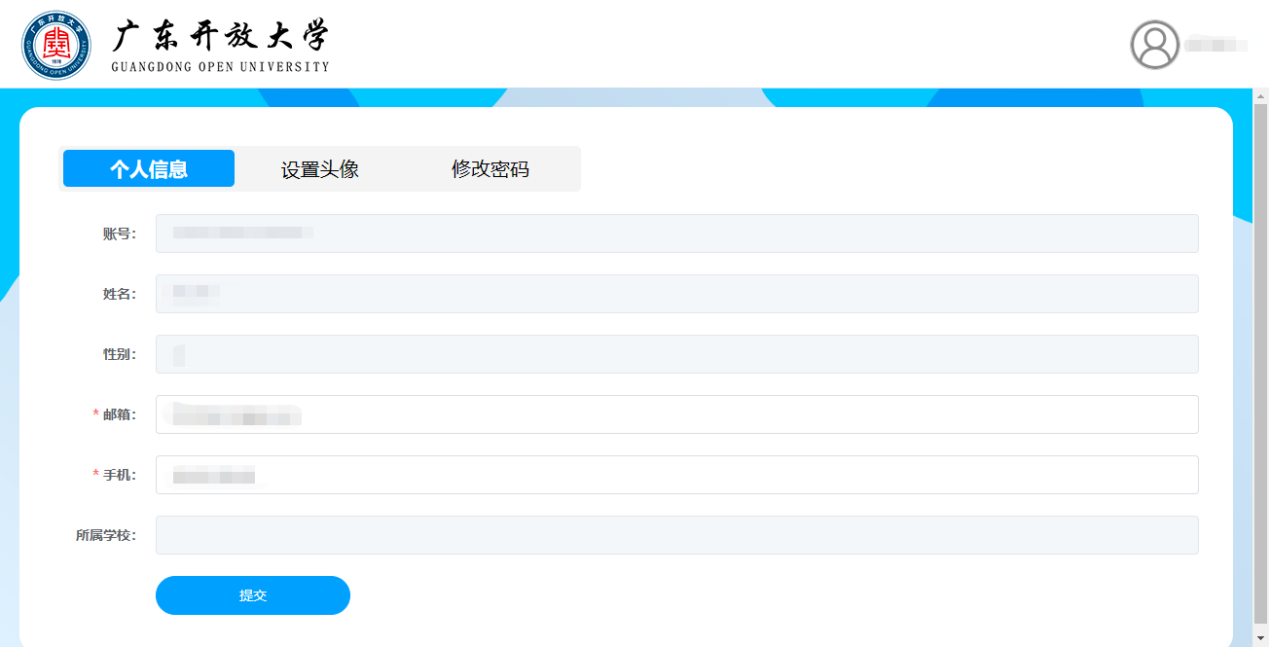 广东开放大学
GUANGDONG OPEN UNIVERSITY
个人信息 设置头像 修改密码
账号:
姓名:
性别:
* 邮箱:
* 手机:
所属学校:
提交